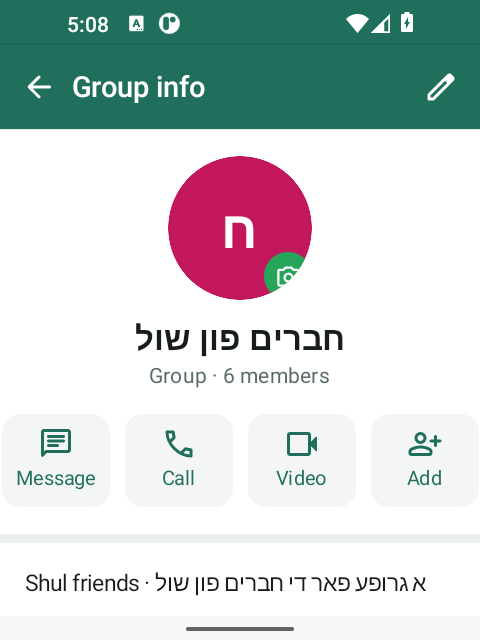 5:08
A
Group info
ח
חברים פון שול
Group · 6 members
Message
Call
Video
Add
Shul friends · א גרופע פאר די חברים פון שול